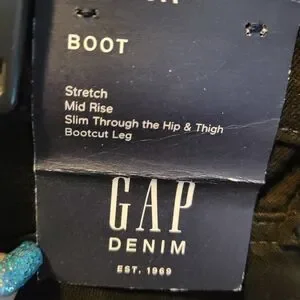 BOOT
Stretch
Mid Rise
Slim Through the Hip & Thigh
Bootcut Leg
GAP
DENIM
EST. 1969